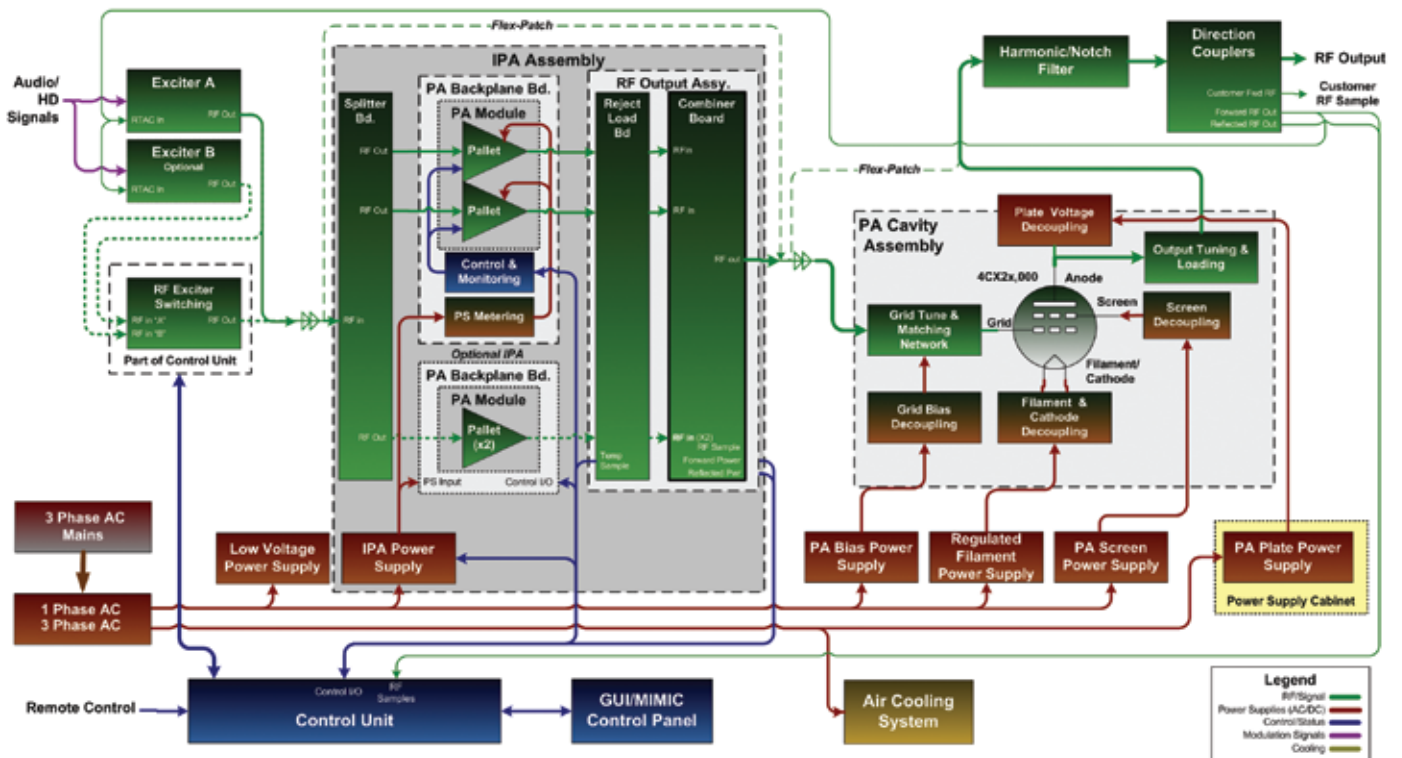 Flex-Patch
Audio/
HD
Signals
Exciter A
RF Out
RTAC In
Exciter B
Optional
RF Out
RTAC In
RF Exciter
Switching
RF in "A"
RF Out
RF in "B"
Part of Control Unit
IPA Assembly
Splitter
Bd.
RF Out
RF Out
RF in
RF Out
PA Backplane Bd.
PA Module
Pallet
Pallet
Control &
Monitoring
PS Metering
Optional IPA
PA Backplane Bd.
PA Module
Pallet
(x2)
PS Input
Control I/O
RF Output Assy.
Reject
Load
Bd
Temp
Sample
Combiner
Board
RF in
RF in
RF out
RF in (X2)
RF Sample
Forward Power
Reflected Pwr
Harmonic/Notch
Filter
Direction
Couplers
Customer Fwd RF
Forward RF Out
Reflected RF Out
RF Output
Customer
RF Sample
Flex-Patch
PA Cavity
Assembly
Plate Voltage
Decoupling
Output Tuning &
Loading
4CX2x,000
Anode
Screen
Screen
Decoupling
Grid Tune &
Matching
Network
Grid
Filament/
Cathode
Grid Bias
Decoupling
Filament &
Cathode
Decoupling
3 Phase AC
Mains
1 Phase AC
3 Phase AC
Low Voltage
Power Supply
IPA Power
Supply
PA Bias Power
Supply
Regulated
Filament
Power Supply
PA Screen
Power Supply
PA Plate Power
Supply
Power Supply Cabinet
Remote Control
Control I/O
RF
Samples
Control Unit
GUI/MIMIC
Control Panel
Air Cooling
System
Legend
RF/Signal
Power Supplies (AC/DC)
Control/Status
Modulation Signals
Cooling